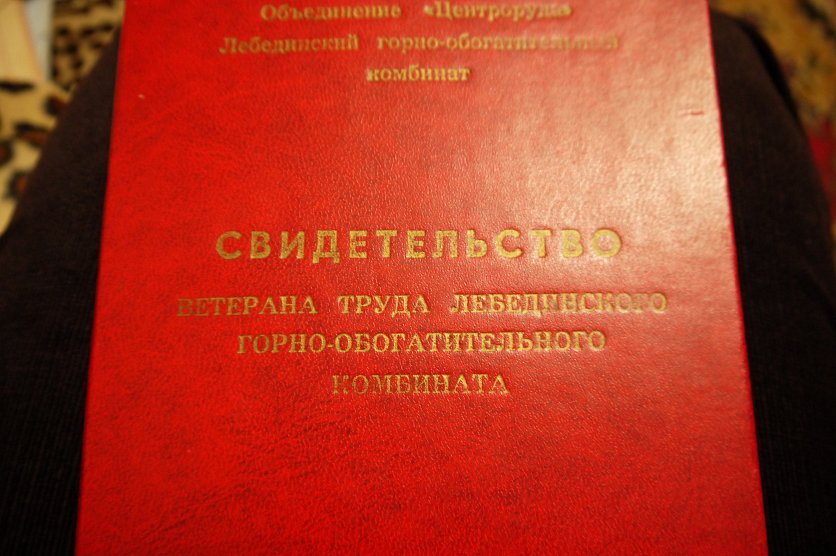 Объединение «Центроруда»
Лебединский горно-обогатительный
комбинат
СВИДЕТЕЛЬСТВО
ВЕТЕРАНА ТРУДА ЛЕБЕДИНСКОГО
ГОРНО-ОБОГАТИТЕЛЬНОГО
КОМБИНАТА